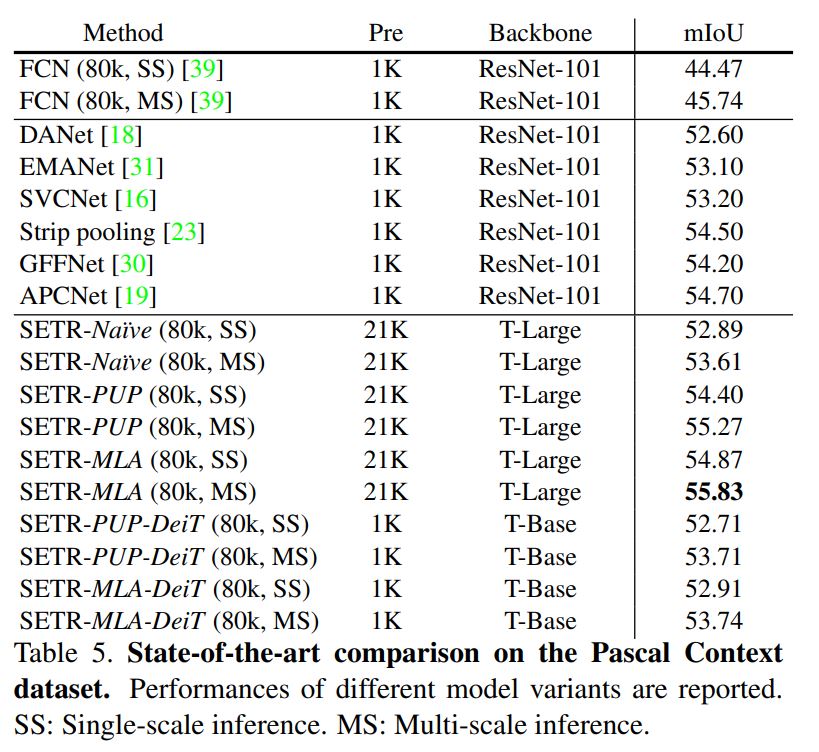 Method Pre Backbone mIoU
FCN (80k, SS) [39] 1K ResNet-101 44.47
FCN (80k, MS) [39] 1K ResNet-101 45.74
DANet [18] 1K ResNet-101 52.60
EMANet [31] 1K ResNet-101 53.10
SVCNet [16] 1K ResNet-101 53.20
Strip pooling [23] 1K ResNet-101 54.50
GFFNet [30] 1K ResNet-101 54.20
APCNet [19] 1K ResNet-101 54.70
SETR-Naïve (80k, SS) 21K T-Large 52.89
SETR-Naïve (80k, MS) 21K T-Large 53.61
SETR-PUP (80k, SS) 21K T-Large 54.40
SETR-PUP (80k, MS) 21K T-Large 55.27
SETR-MLA (80k, SS) 21K T-Large 54.87
SETR-MLA (80k, MS) 21K T-Large 55.83
SETR-PUP-DeiT (80k, SS) 1K T-Base 52.71
SETR-PUP-DeiT (80k, MS) 1K T-Base 53.71
SETR-MLA-DeiT (80k, SS) 1K T-Base 52.91
SETR-MLA-DeiT (80k, MS) 1K T-Base 53.74
Table 5. State-of-the-art comparison on the Pascal Context
dataset. Performances of different model variants are reported.
SS: Single-scale inference. MS: Multi-scale inference.